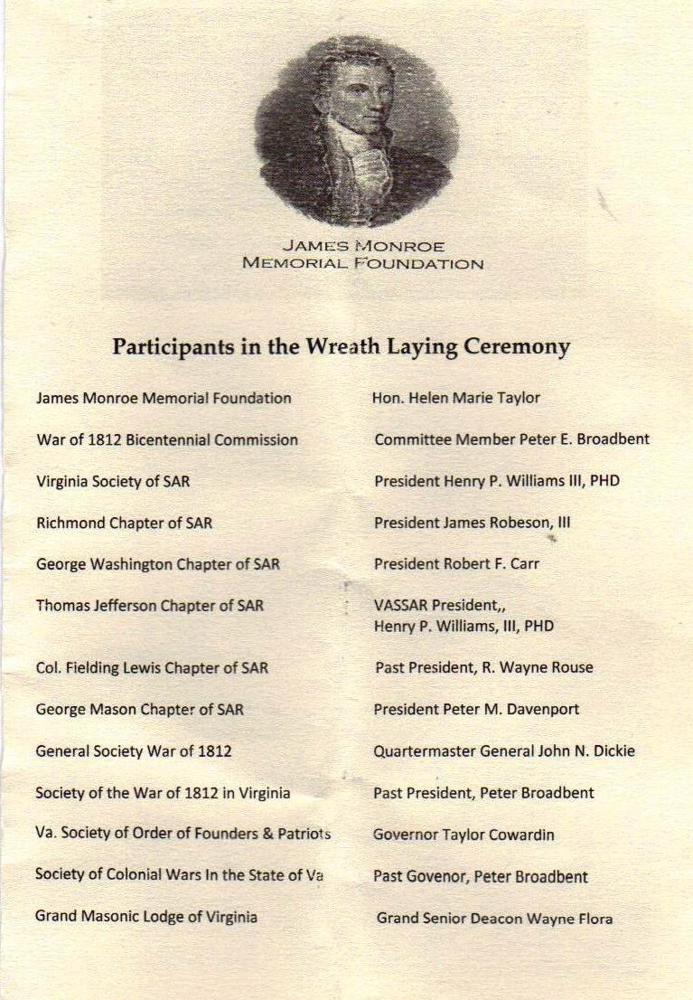 JAMES MONROE
MEMORIAL FOUNDATION
Participants in the Wreath Laying Ceremony
James Monroe Memorial Foundation Hon. Helen Marie Taylor
War of 1812 Bicentennial Commission Committee Member Peter E. Broadbent
Virginia Society of SAR President Henry P. Williams III, PHD
Richmond Chapter of SAR President James Robeson, III
George Washington Chapter of SAR President Robert F. Carr
Thomas Jefferson Chapter of SAR VASSAR President,,
Henry P. Williams, III, PHD
Col. Fielding Lewis Chapter of SAR Past President, R. Wayne Rouse
George Mason Chapter of SAR President Peter M. Davenport
General Society War of 1812 Quartermaster General John N. Dickie
Society of the War of 1812 in Virginia Past President, Peter Broadbent
Va. Society of Order of Founders & Patriots Governor Taylor Cowardin
Society of Colonial Wars In the State of Va Past Govenor, Peter Broadbent
Grand Masonic Lodge of Virginia Grand Senior Deacon Wayne Flora